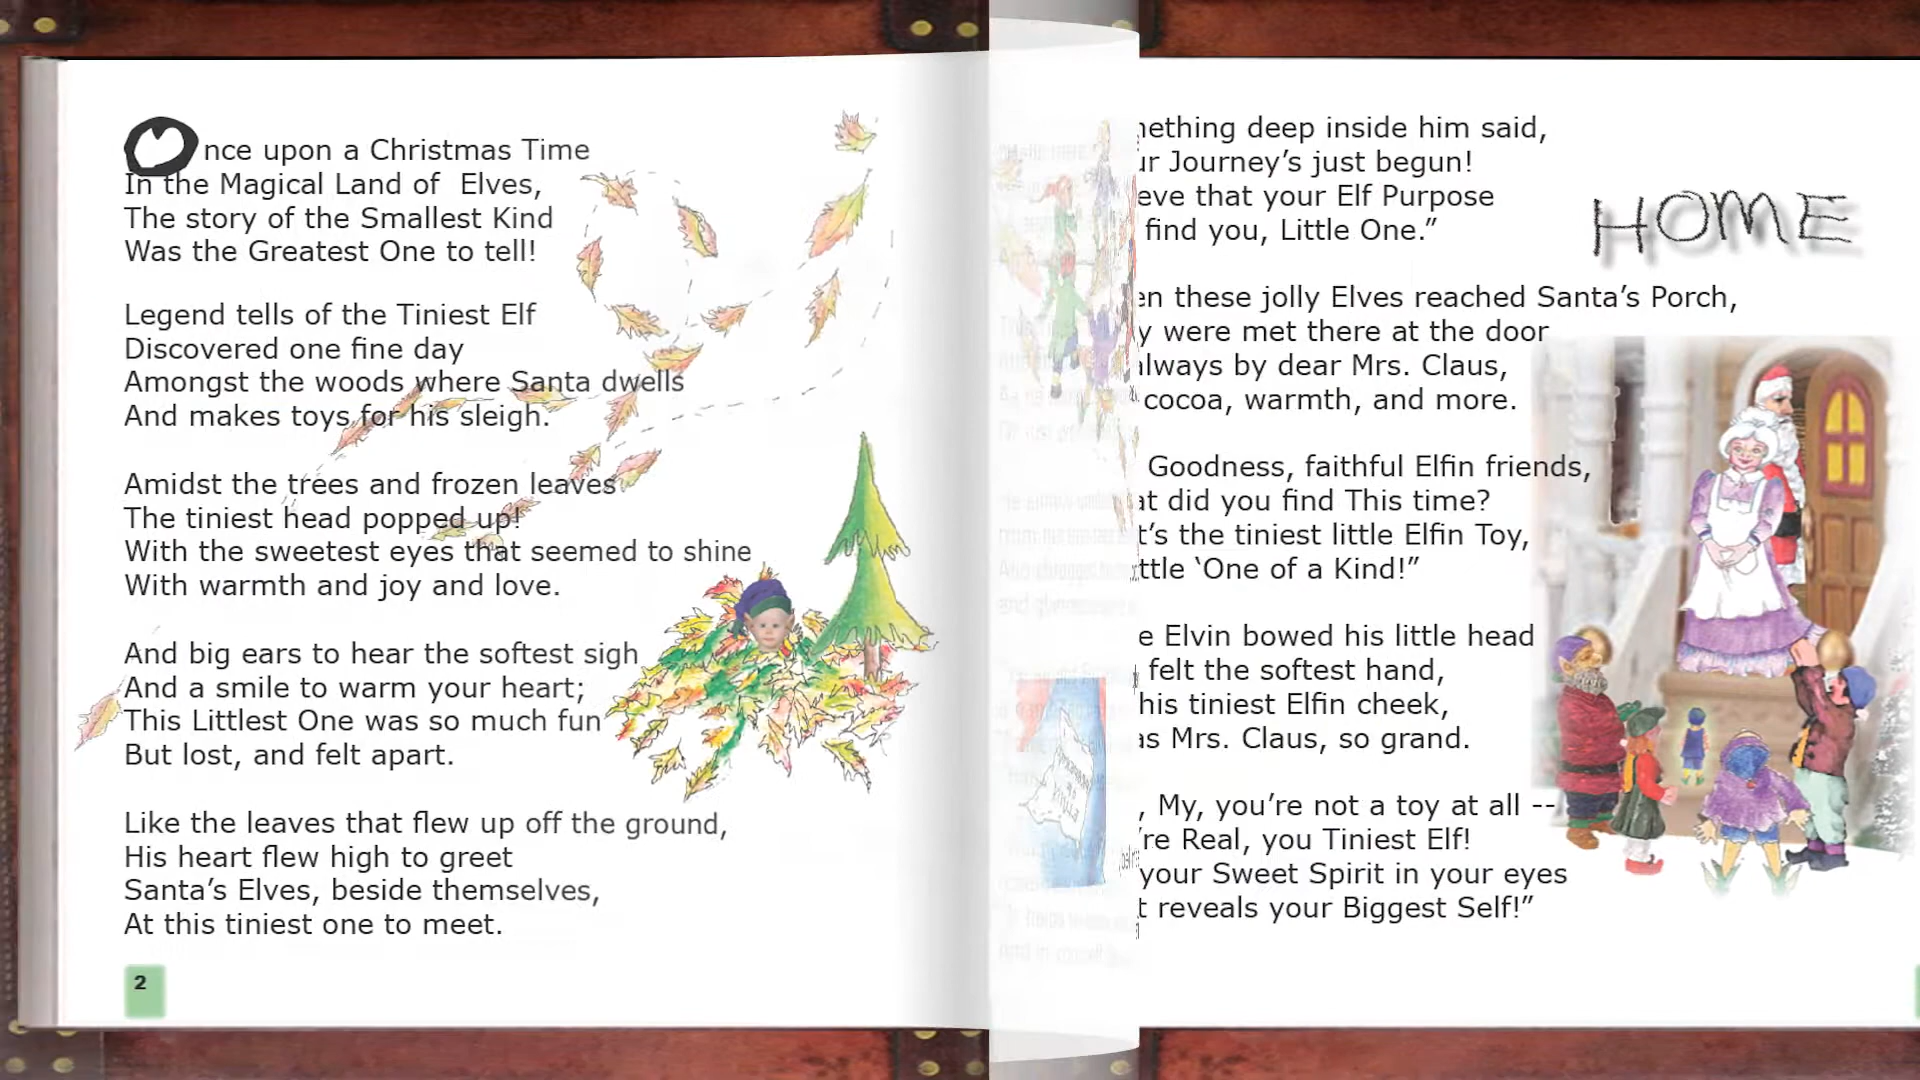 Once upon a Christmas Time
In the Magical Land of Elves,
The story of the Smallest Kind
Was the Greatest One to tell!
Legend tells of the Tiniest Elf
Discovered one fine day
Amongst the woods where Santa dwells
And makes toys for his sleigh.
Amidst the trees and frozen leaves
The tiniest head popped up!
With the sweetest eyes that seemed to shine
With warmth and joy and love.
And big ears to hear the softest sigh
And a smile to warm your heart;
This Littlest One was so much fun
But lost, and felt apart.
Like the leaves that flew up off the ground,
His heart flew high to greet
Santa's Elves, beside themselves,
At this tiniest one to meet.
2
deep inside him said,
Journey's just begun!
that your Elf Purpose
find you, Little One."
HOME
these jolly Elves reached Santa's Porch,
were met there at the door
by dear Mrs. Claus,
cocoa, warmth, and more.
Goodness, faithful Elfin friends,
did you find This time?
the tiniest little Elfin Toy,
'One of a Kind!"
Elvin bowed his little head
felt the softest hand,
his tiniest Elfin cheek,
Mrs. Claus, so grand.
My, you're not a toy at all --
Real, you Tiniest Elf!
your Sweet Spirit in your eyes
reveals your Biggest Self!"